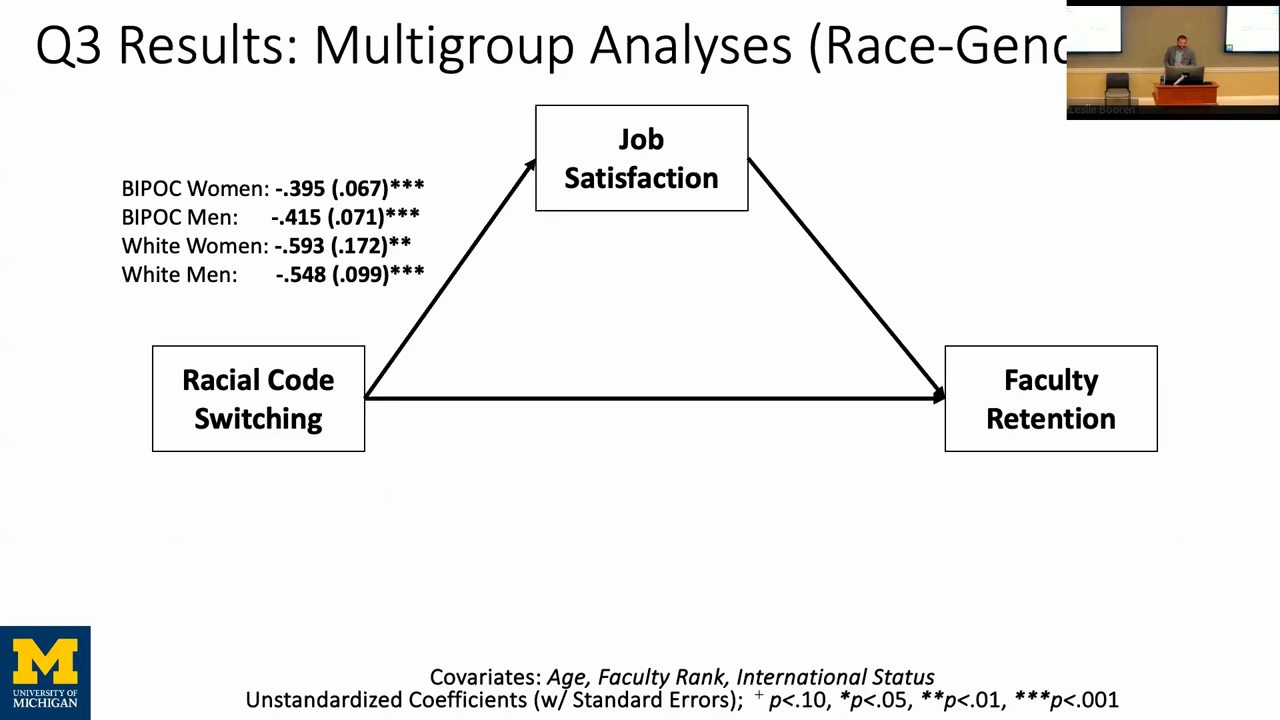 Q3 Results: Multigroup Analyses (Race-Gend
Leslie Booren
Job
Satisfaction
BIPOC Women: -.395 (.067)***
BIPOC Men: -.415 (.071)***
White Women: -.593 (.172)**
White Men: -.548 (.099)***
Racial Code
Switching
Faculty
Retention
M
UNIVERSITY OF
MICHIGAN
Covariates: Age, Faculty Rank, International Status
Unstandardized Coefficients (w/ Standard Errors); + p<.10, *p<.05, **p<.01, ***p<.001